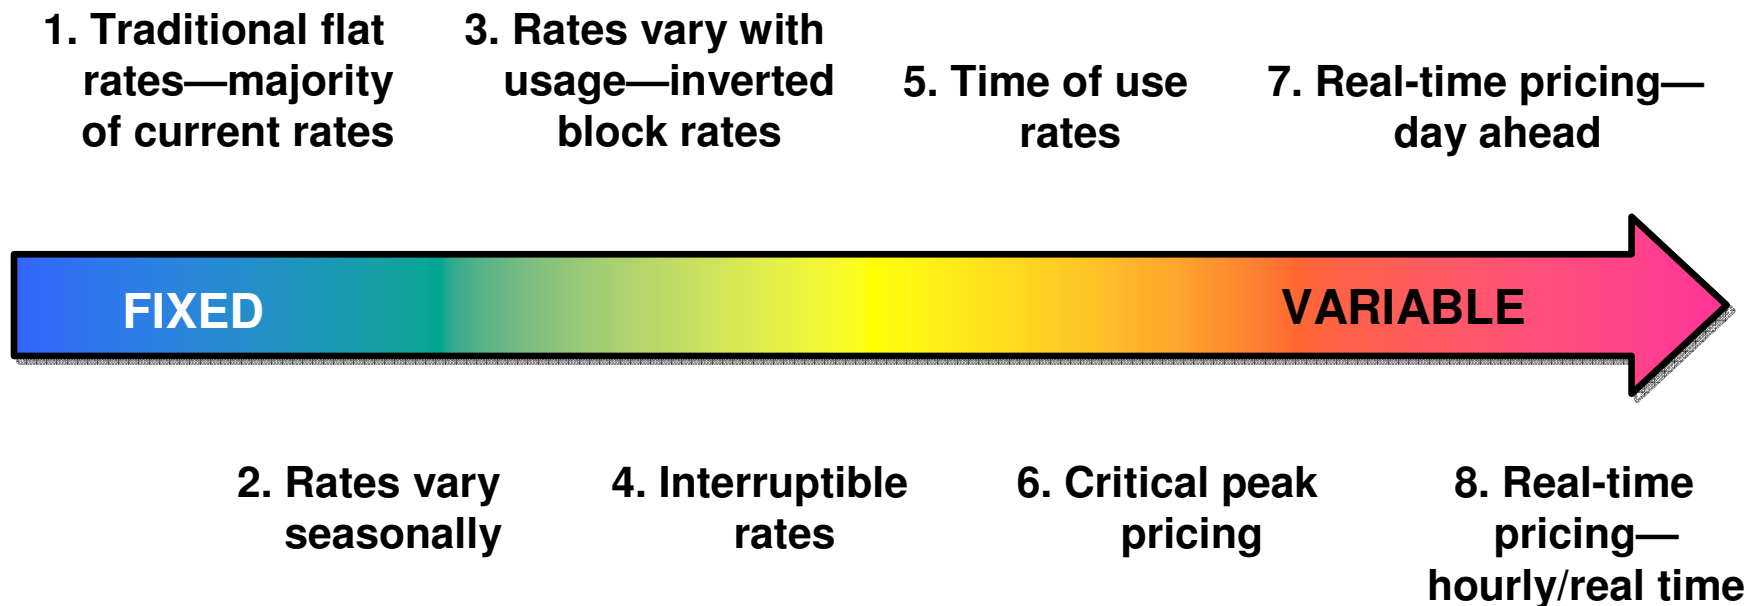 1. Traditional flat
rates—majority
of current rates
3. Rates vary with
usage—inverted
block rates
5. Time of use
rates
7. Real-time pricing—
day ahead
FIXED
VARIABLE
2. Rates vary
seasonally
4. Interruptible
rates
6. Critical peak
pricing
8. Real-time
pricing—
hourly/real time